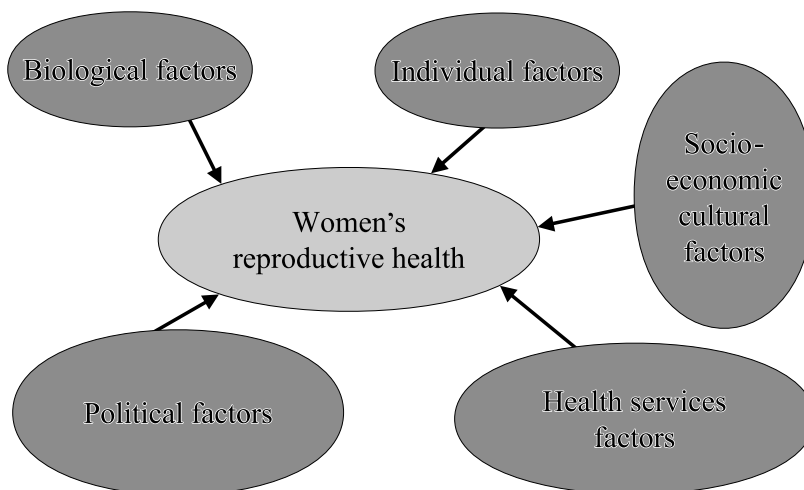 Biological factors
Individual factors
Socio-
economic
cultural
factors
Women’s
reproductive health
Political factors
Health services
factors